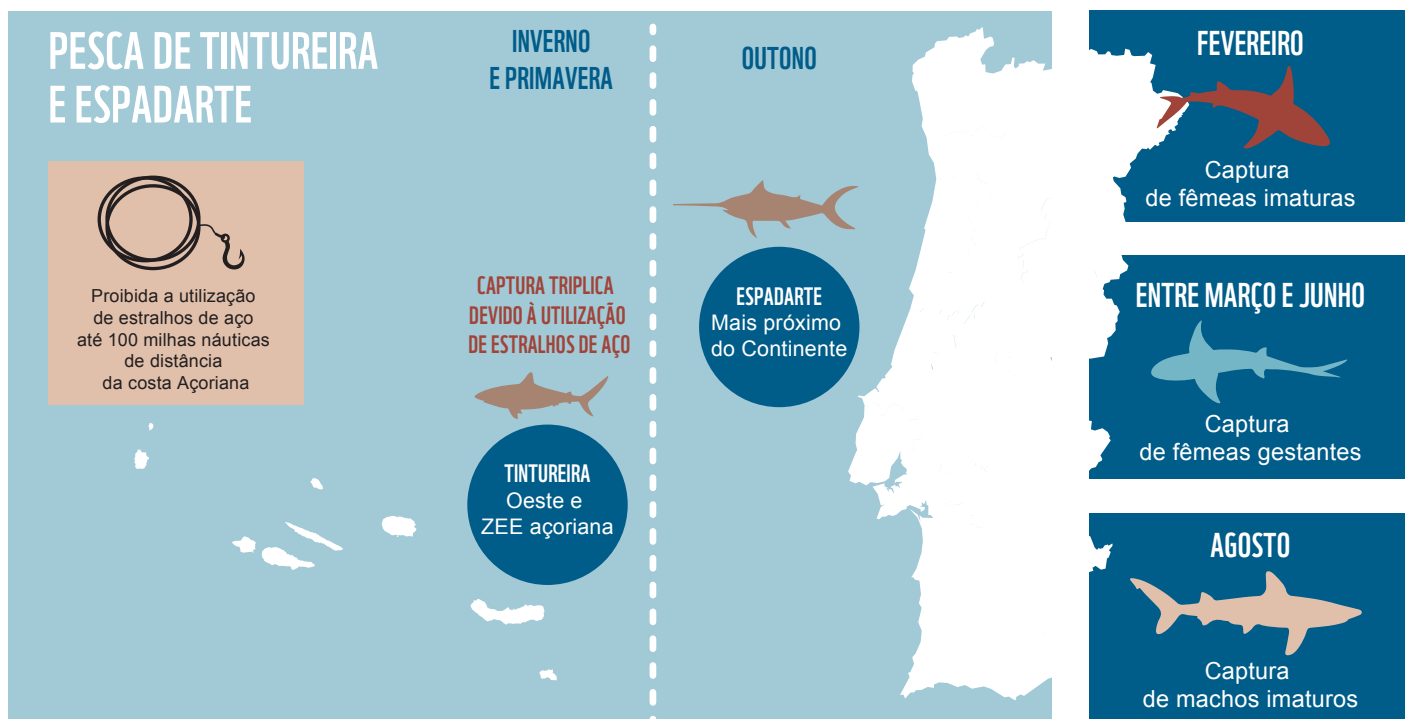 PESCA DE TINTUREIRA
E ESPADARTE
Proibida a utilização
de estralhos de aço
até 100 milhas náuticas
de distância
da costa Açoriana
INVERNO
E PRIMAVERA
CAPTURA TRIPLICA
DEVIDO À UTILIZAÇÃO
DE ESTRALHOS DE AÇO
TINTUREIRA
Oeste e
ZEE açoriana
OUTONO
ESPADARTE
Mais próximo
do Continente
FEVEREIRO
Captura
de fêmeas imaturas
ENTRE MARÇO E JUNHO
Captura
de fêmeas gestantes
AGOSTO
Captura
de machos imaturos